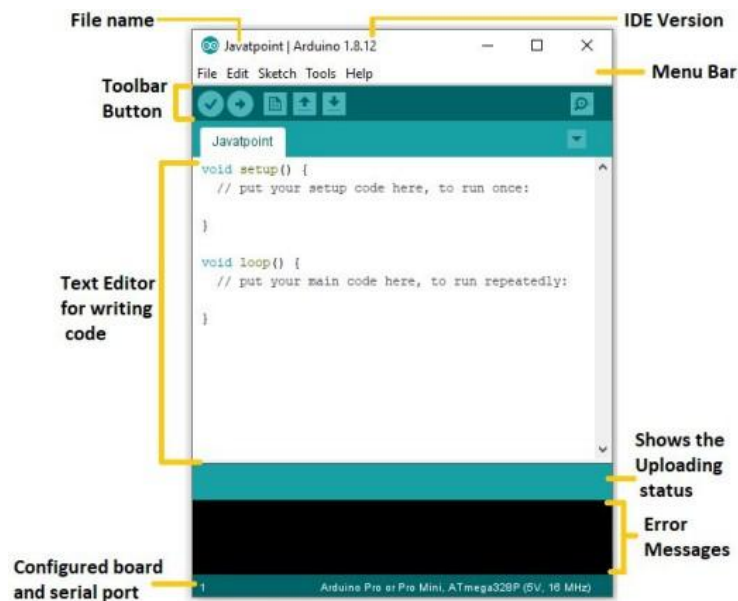 File name
IDE Version
Javatpoint | Arduino 1.8.12
File Edit Sketch Tools Help
Menu Bar
Toolbar
Button
Javatpoint
void setup() {
// put your setup code here, to run once:
}
void loop() {
// put your main code here, to run repeatedly:
}
Text Editor
for writing
code
Shows the
Uploading
status
Error
Messages
Configured board
and serial port
1
Arduino Pro or Pro Mini, ATmega328P (5V, 16 MHz)